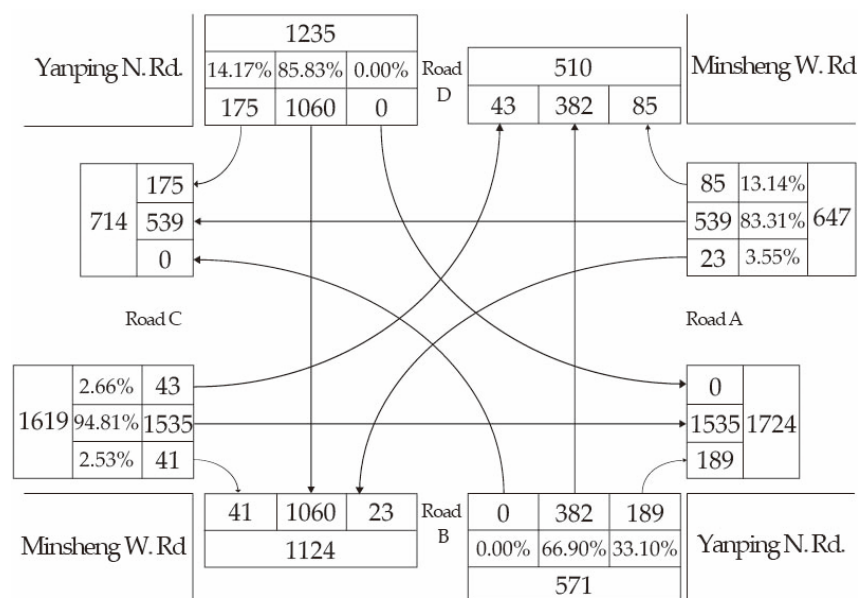 1235
Yanping N. Rd.
14.17% 85.83% 0.00%
175 1060 0
Road
D
510
43 382 85
Minsheng W. Rd
714
175
539
0
85 13.14%
539 83.31%
23 3.55%
647
Road C
Road A
1619
2.66% 43
94.81% 1535
2.53% 41
0
1535
189
1724
Minsheng W. Rd
41 1060 23
1124
Road
B
0 382 189
0.00% 66.90% 33.10%
571
Yanping N. Rd.